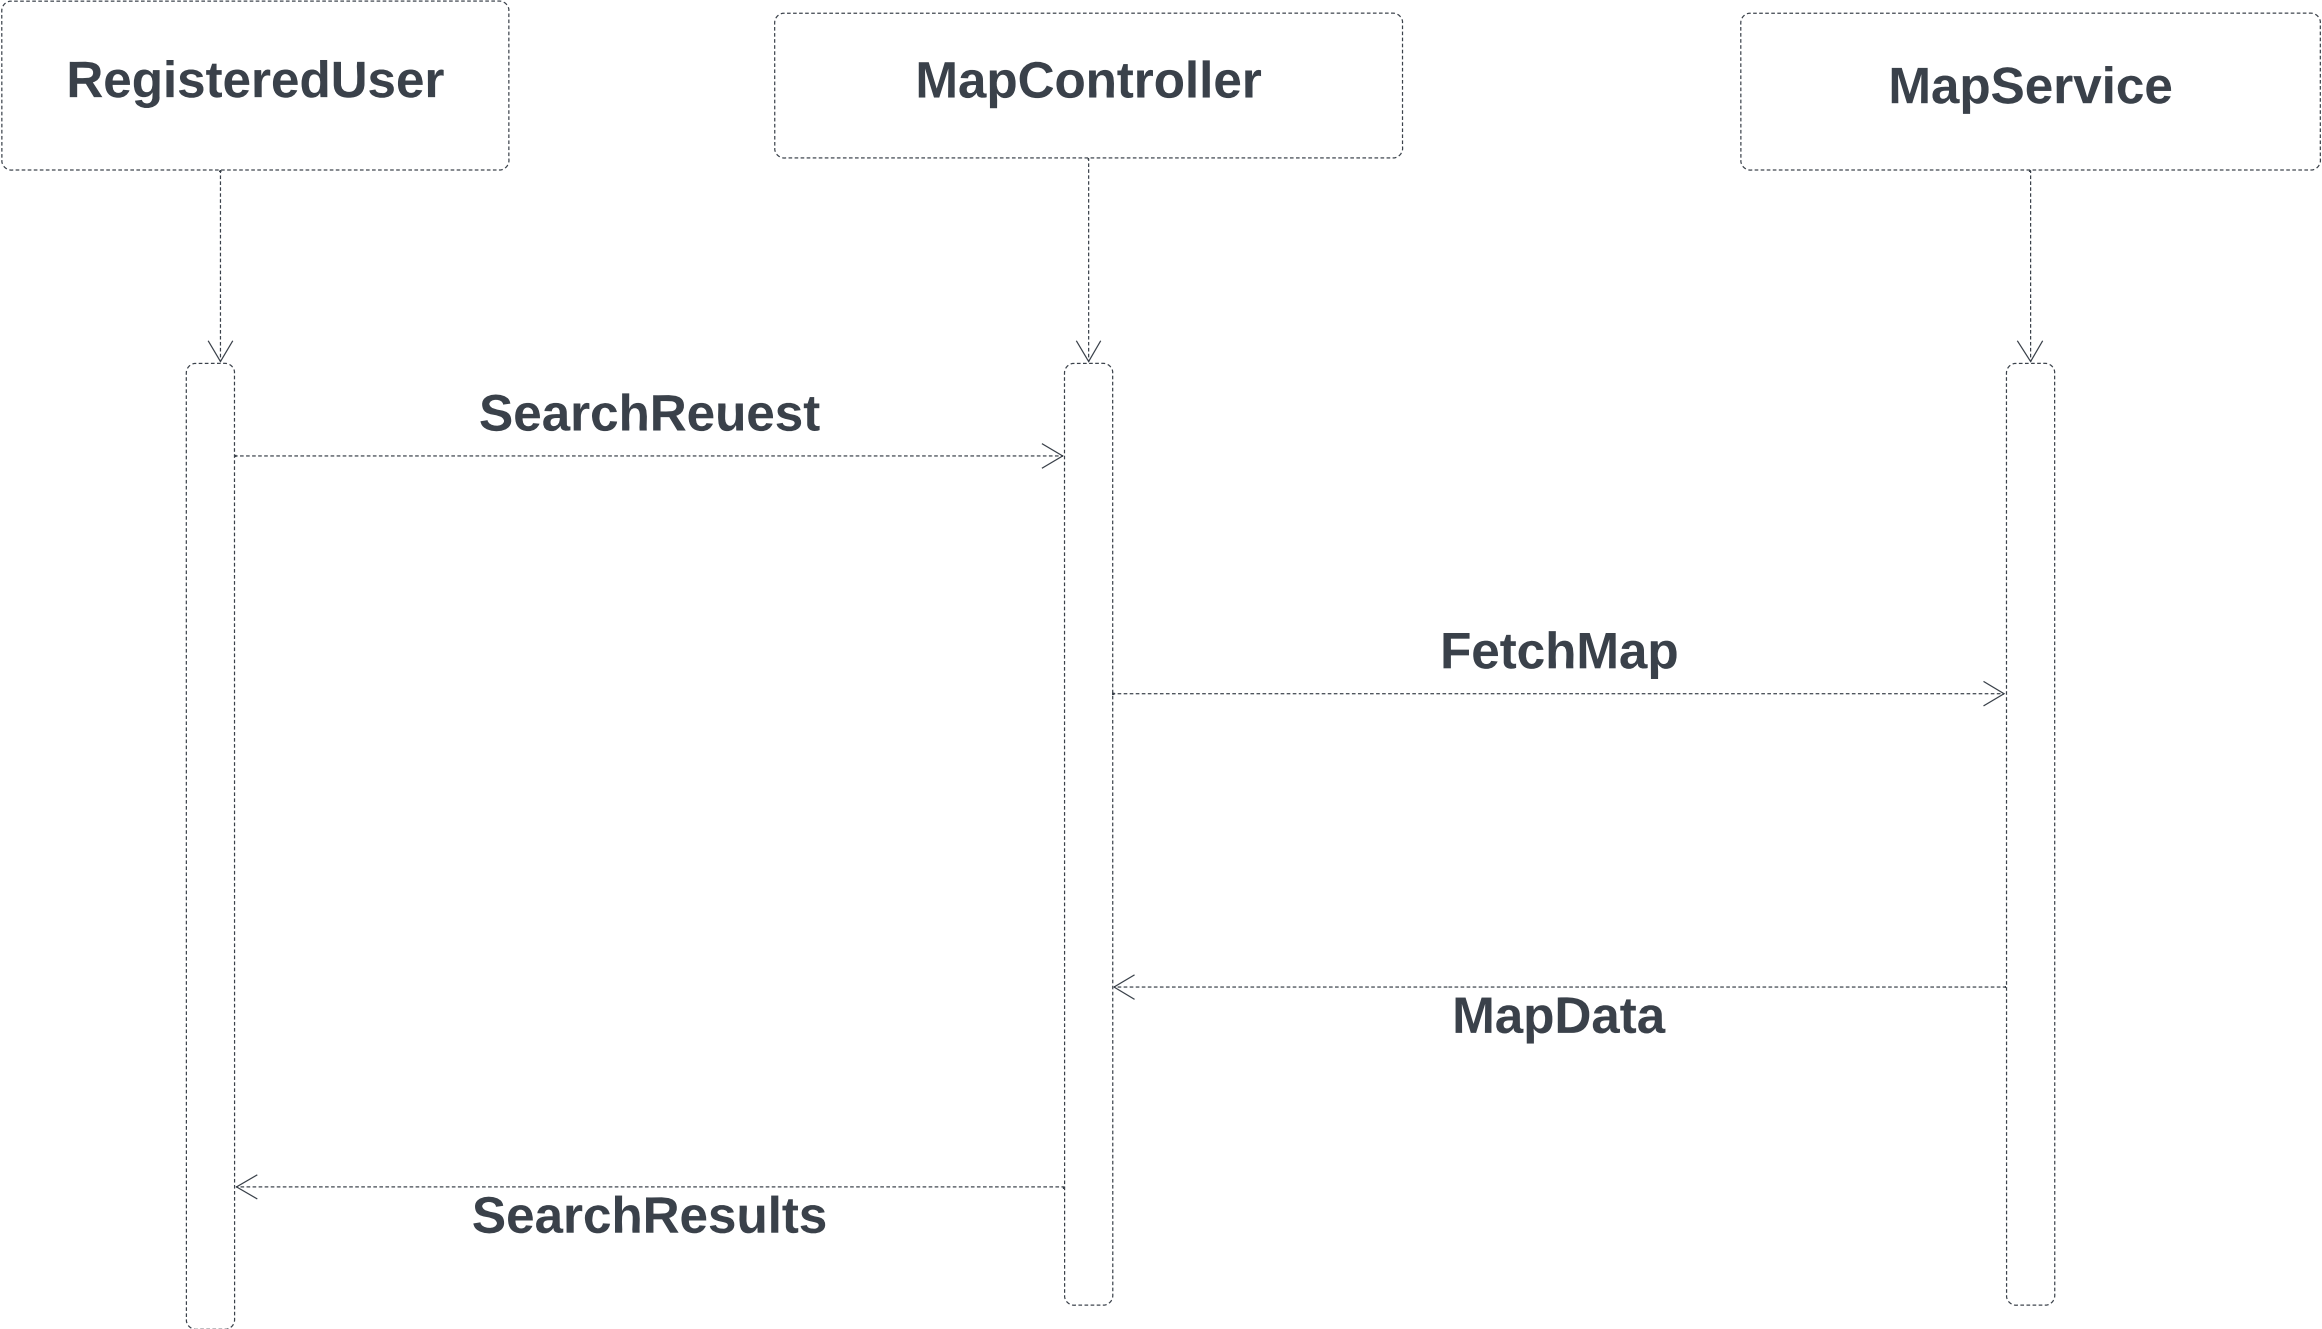 RegisteredUser
MapController
MapService
SearchReuest
FetchMap
MapData
SearchResults